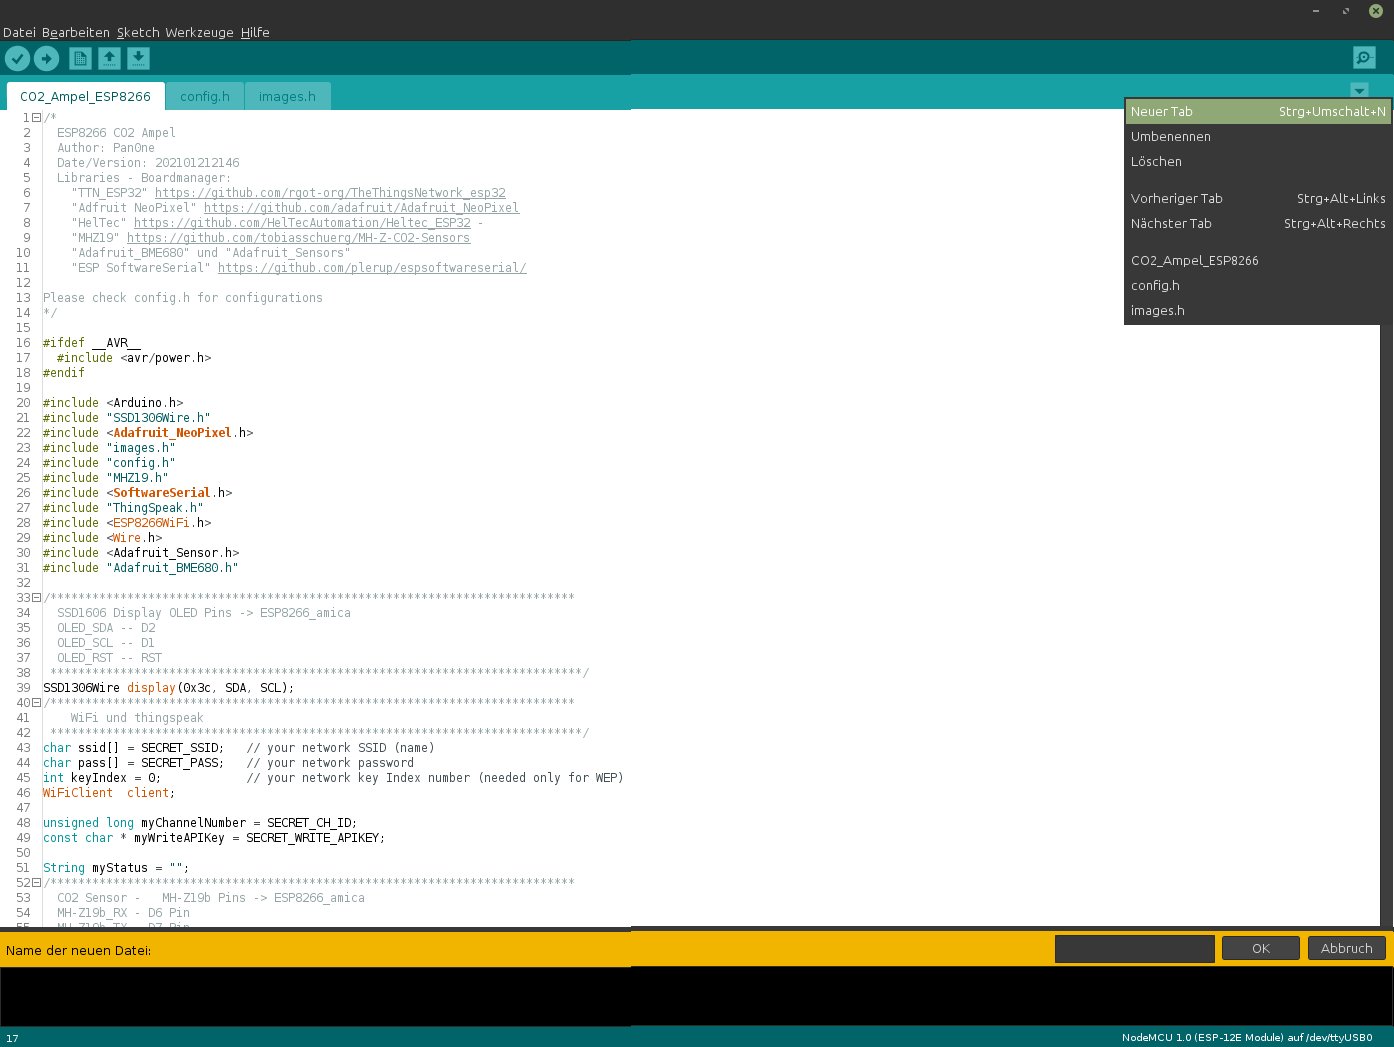 Datei Bearbeiten Sketch Werkzeuge Hilfe
CO2_Ampel_ESP8266 config.h images.h
Neuer Tab Strg+Umschalt+N
Umbenennen
Löschen
Vorheriger Tab Strg+Alt+Links
Nächster Tab Strg+Alt+Rechts
CO2_Ampel_ESP8266
config.h
images.h
1 /*
2 ESP8266 CO2 Ampel
3 Author: Pan0ne
4 Date/Version: 202101212146
5 Libraries - Boardmanager:
6 "TTN_ESP32" https://github.com/rgot-org/TheThingsNetwork_esp32
7 "Adfruit NeoPixel" https://github.com/adafruit/Adafruit_NeoPixel
8 "HelTec" https://github.com/HelTecAutomation/Heltec_ESP32 -
9 "MHZ19" https://github.com/tobiasschuerg/MH-Z-CO2-Sensors
10 "Adafruit_BME680" und "Adafruit_Sensors"
11 "ESP SoftwareSerial" https://github.com/plerup/espsoftwareserial/
12
13 Please check config.h for configurations
14 */
15
16 #ifdef __AVR__
17 #include <avr/power.h>
18 #endif
19
20 #include <Arduino.h>
21 #include "SSD1306Wire.h"
22 #include <Adafruit_NeoPixel.h>
23 #include "images.h"
24 #include "config.h"
25 #include "MHZ19.h"
26 #include <SoftwareSerial.h>
27 #include "ThingSpeak.h"
28 #include <ESP8266WiFi.h>
29 #include <Wire.h>
30 #include <Adafruit_Sensor.h>
31 #include "Adafruit_BME680.h"
32
33 /***************************************************************************
34 SSD1606 Display OLED Pins -> ESP8266_amica
35 OLED_SDA -- D2
36 OLED_SCL -- D1
37 OLED_RST -- RST
38 ****************************************************************************/
39 SSD1306Wire display(0x3c, SDA, SCL);
40 /***************************************************************************
41 WiFi und thingspeak
42 ****************************************************************************/
43 char ssid[] = SECRET_SSID; // your network SSID (name)
44 char pass[] = SECRET_PASS; // your network password
45 int keyIndex = 0; // your network key Index number (needed only for WEP)
46 WiFiClient client;
47
48 unsigned long myChannelNumber = SECRET_CH_ID;
49 const char * myWriteAPIKey = SECRET_WRITE_APIKEY;
50
51 String myStatus = "";
52 /***************************************************************************
53 CO2 Sensor - MH-Z19b Pins -> ESP8266_amica
54 MH-Z19b_RX - D6 Pin
55 MH-Z19b_TX - D7 Pin
Name der neuen Datei: OK Abbruch
17 NodeMCU 1.0 (ESP-12E Module) auf /dev/ttyUSB0